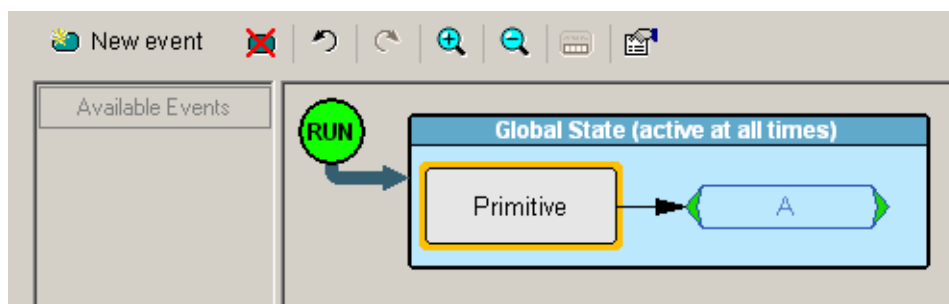 New event
Available Events
RUN
Global State (active at all times)
Primitive
A